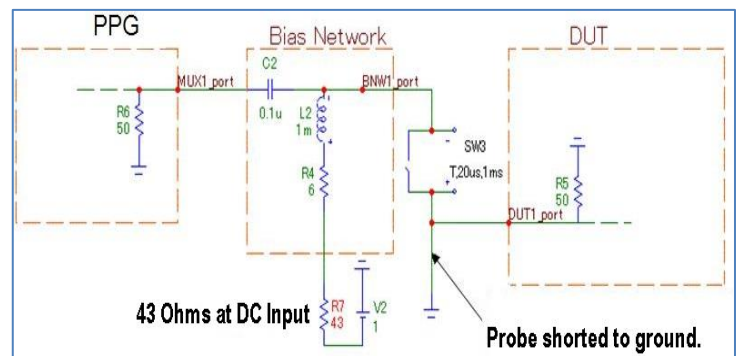 PPG
Bias Network
DUT
MUX1_port
C2
0.1u
BNW1_port
R6
50
L2
1m
R4
6
SW3
T,20us,1ms
R5
50
DUT1_port
43 Ohms at DC Input
R7
43
V2
1
Probe shorted to ground.